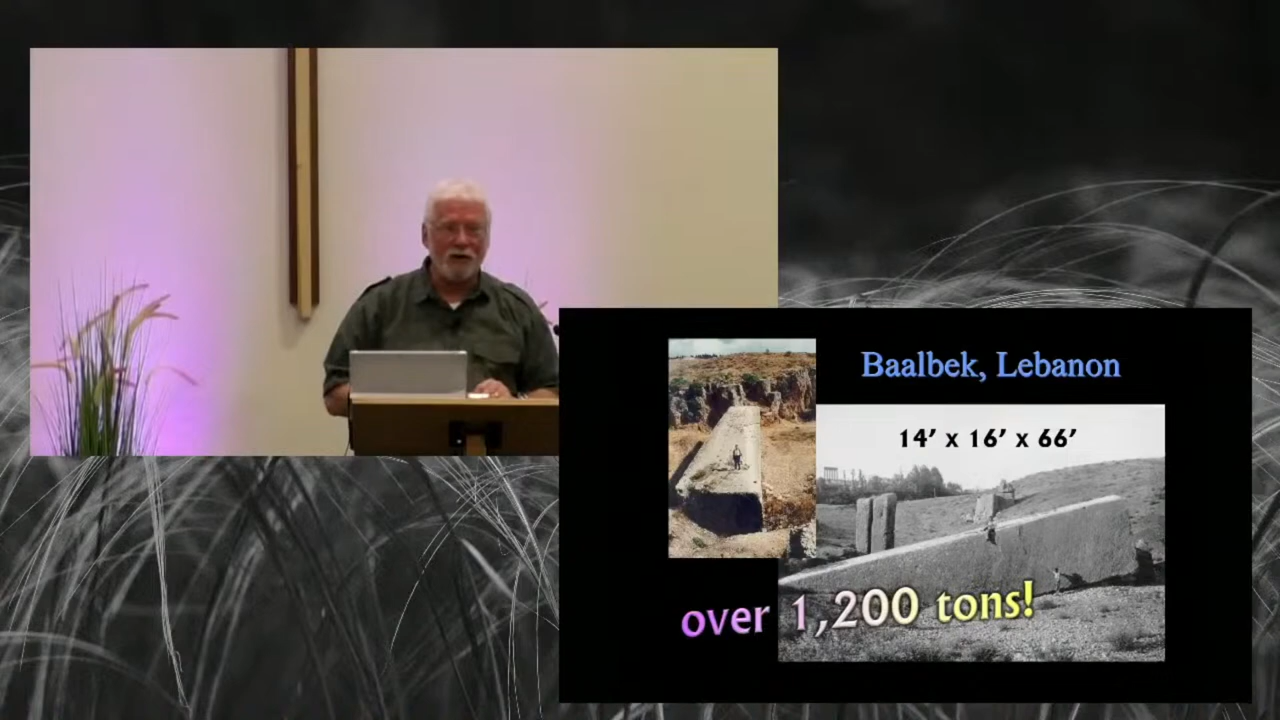 Baalbek, Lebanon
14′ x 16′ x 66′
over 1,200 tons!